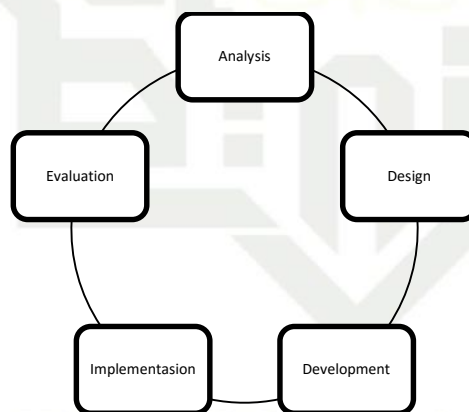 Analysis
Evaluation
Design
Implementasion
Development